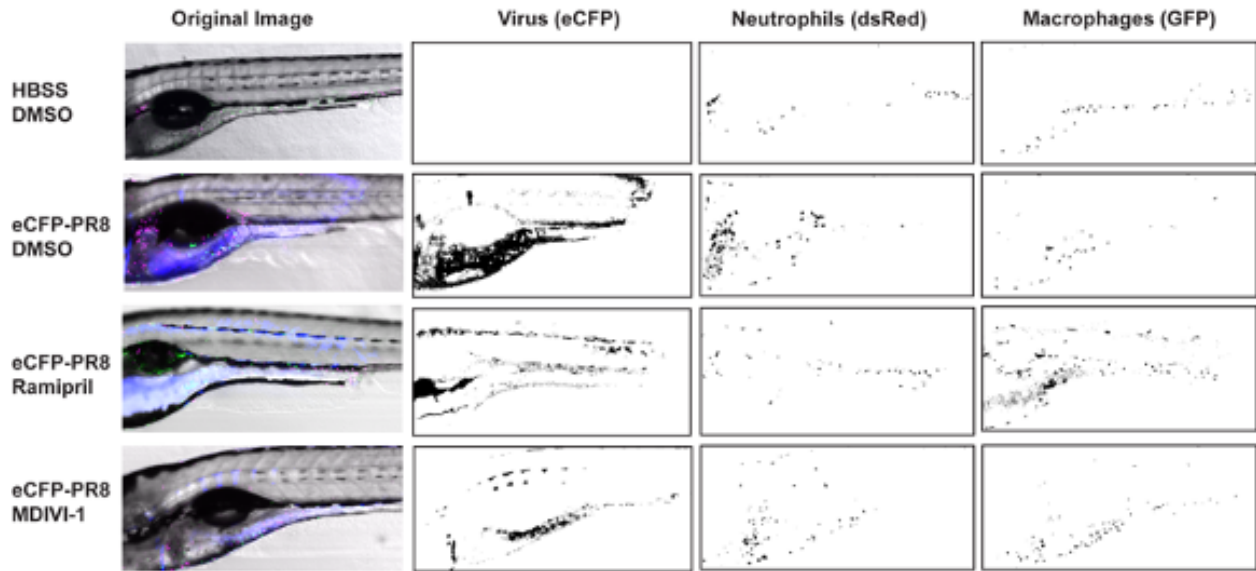 Original Image
Virus (eCFP)
Neutrophils (dsRed)
Macrophages (GFP)
HBSS
DMSO
eCFP-PR8
DMSO
eCFP-PR8
Ramipril
eCFP-PR8
MDIVI-1